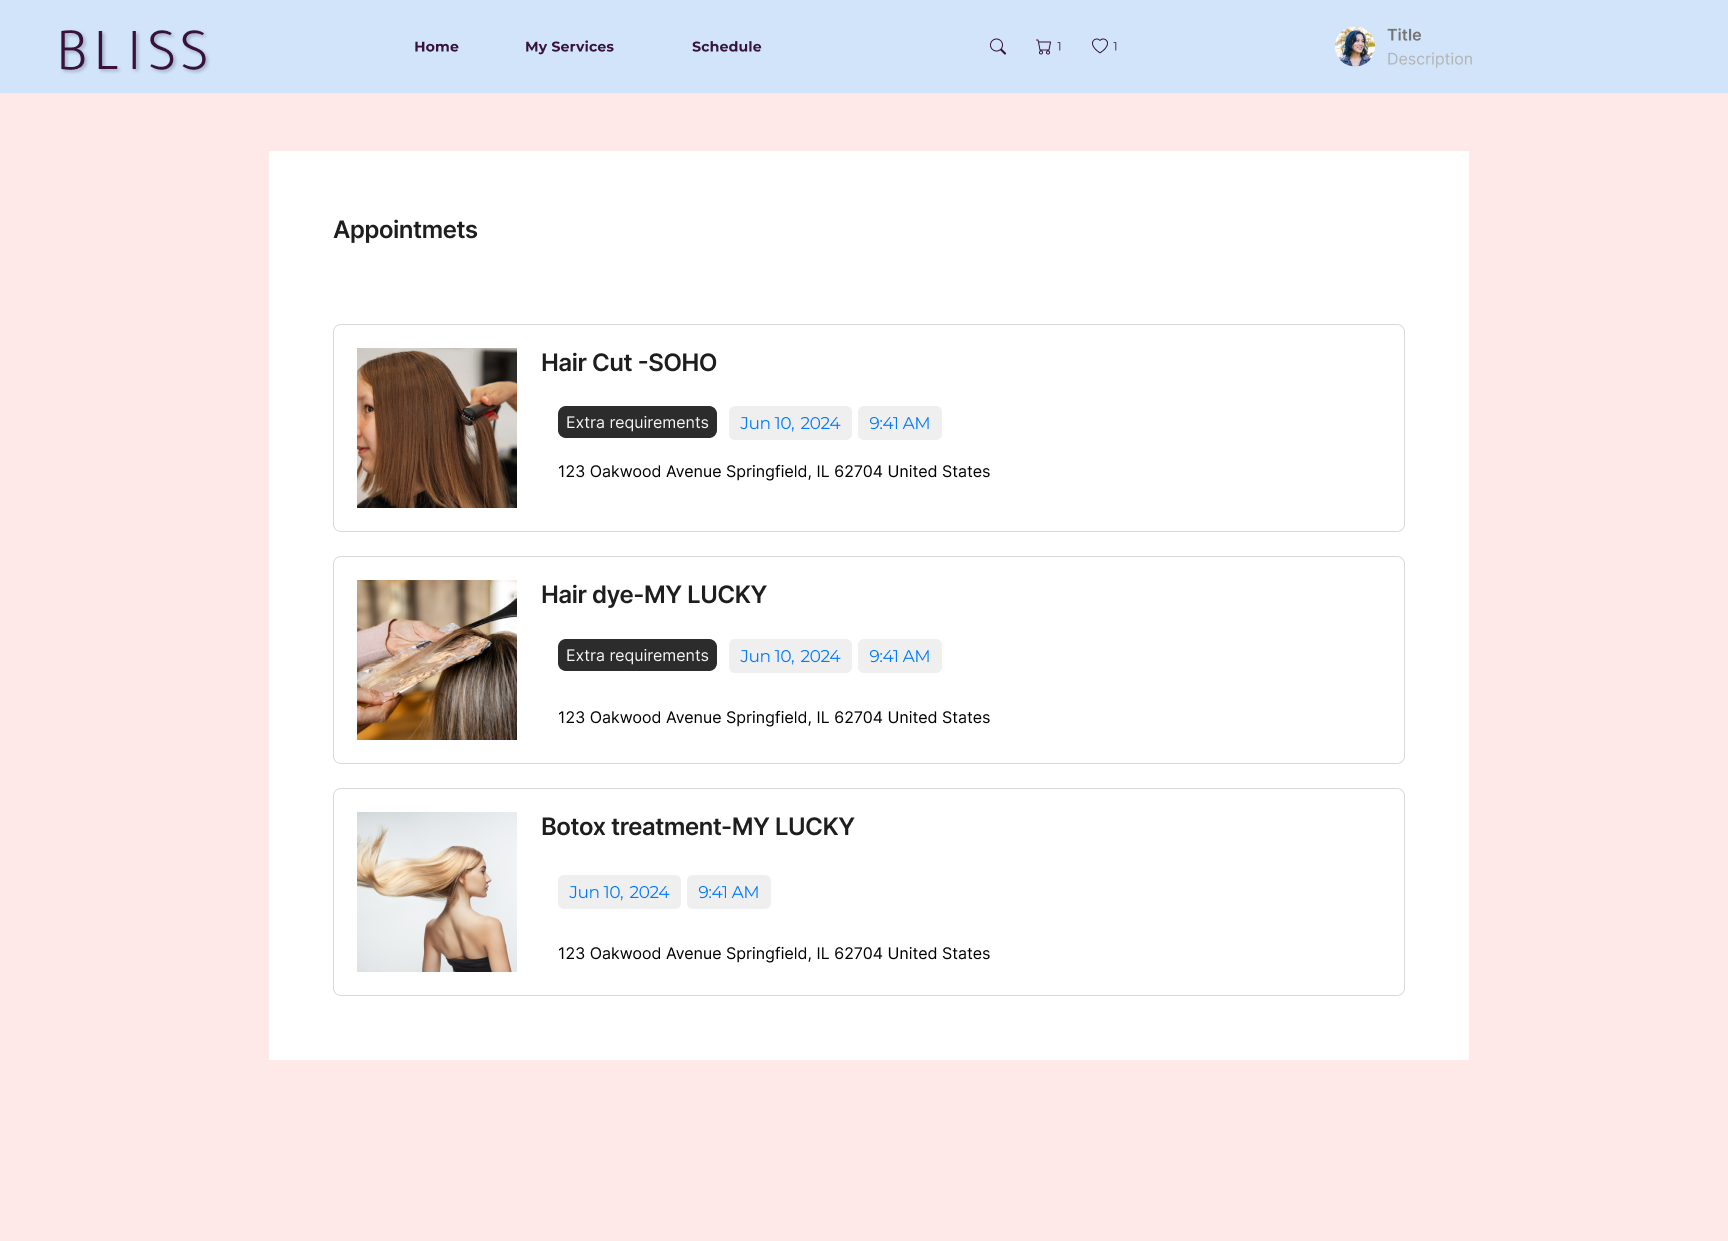 BLISS
Home My Services Schedule 1 1 Title
Description
Appointmets
Hair Cut -SOHO
Extra requirements Jun 10, 2024 9:41 AM
123 Oakwood Avenue Springfield, IL 62704 United States
Hair dye-MY LUCKY
Extra requirements Jun 10, 2024 9:41 AM
123 Oakwood Avenue Springfield, IL 62704 United States
Botox treatment-MY LUCKY
Jun 10, 2024 9:41 AM
123 Oakwood Avenue Springfield, IL 62704 United States